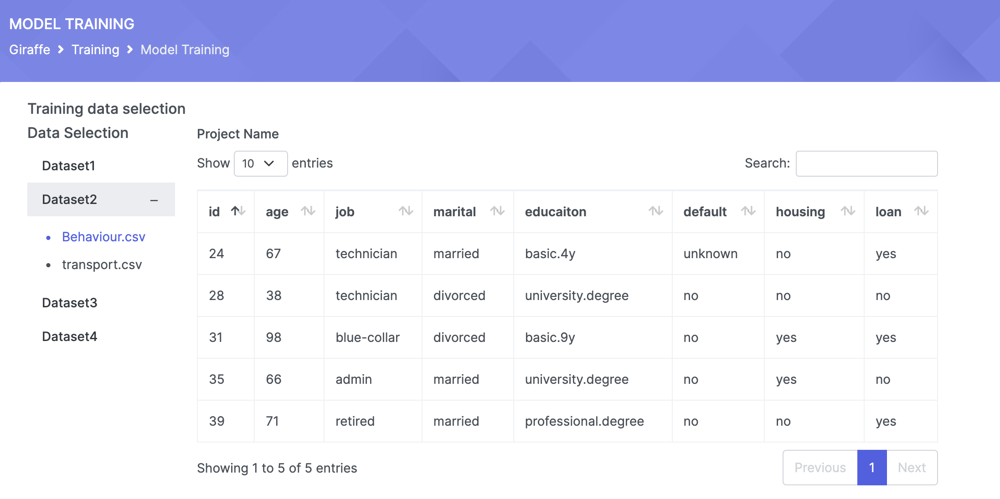 MODEL TRAINING
Giraffe > Training > Model Training
Training data selection
Data Selection
Dataset1
Dataset2 –
• Behaviour.csv
• transport.csv
Dataset3
Dataset4
Project Name
Show 10 entries
Search:
id age job marital educaiton default housing loan
24 67 technician married basic.4y unknown no yes
28 38 technician divorced university.degree no no no
31 98 blue-collar divorced basic.9y no yes yes
35 66 admin married university.degree no yes no
39 71 retired married professional.degree no no yes
Showing 1 to 5 of 5 entries
Previous 1 Next